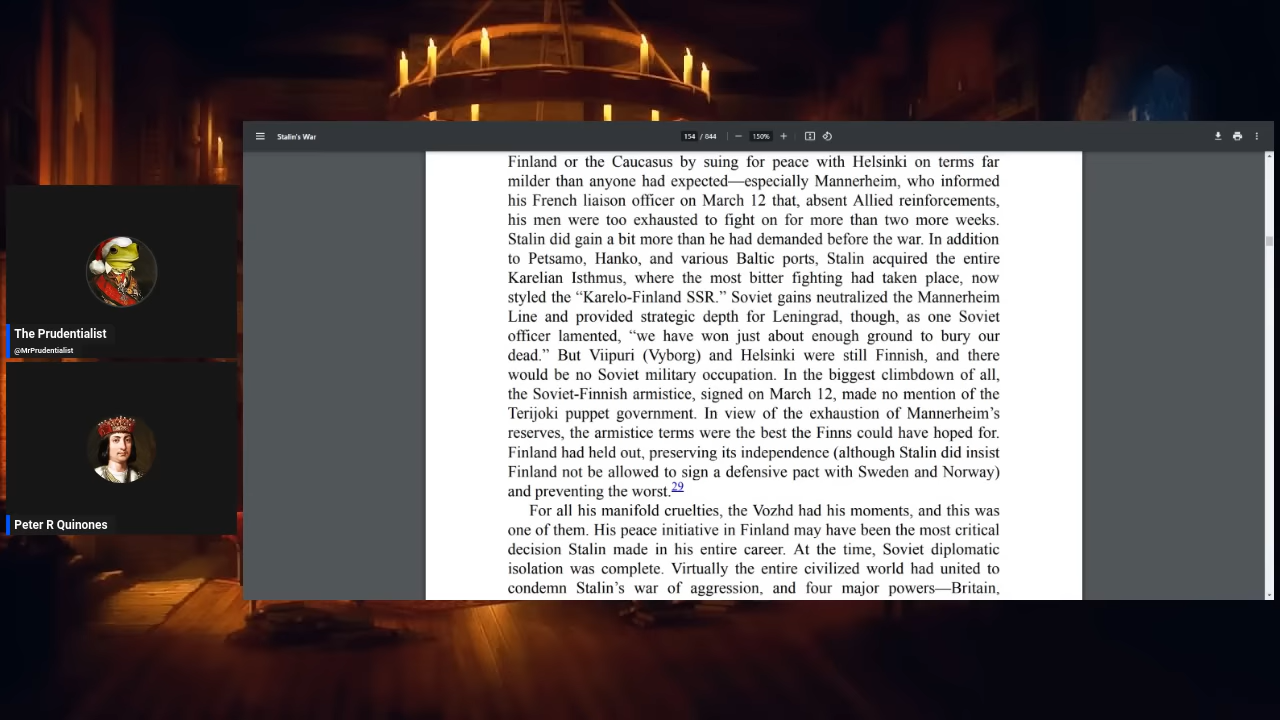 Stalin's War
154 / 844
150%
Finland or the Caucasus by suing for peace with Helsinki on terms far
milder than anyone had expected—especially Mannerheim, who informed
his French liaison officer on March 12 that, absent Allied reinforcements,
his men were too exhausted to fight on for more than two more weeks.
Stalin did gain a bit more than he had demanded before the war. In addition
to Petsamo, Hanko, and various Baltic ports, Stalin acquired the entire
Karelian Isthmus, where the most bitter fighting had taken place, now
styled the “Karelo-Finland SSR.” Soviet gains neutralized the Mannerheim
Line and provided strategic depth for Leningrad, though, as one Soviet
officer lamented, “we have won just about enough ground to bury our
dead.” But Viipuri (Vyborg) and Helsinki were still Finnish, and there
would be no Soviet military occupation. In the biggest climbdown of all,
the Soviet-Finnish armistice, signed on March 12, made no mention of the
Terijoki puppet government. In view of the exhaustion of Mannerheim’s
reserves, the armistice terms were the best the Finns could have hoped for.
Finland had held out, preserving its independence (although Stalin did insist
Finland not be allowed to sign a defensive pact with Sweden and Norway)
and preventing the worst.29
For all his manifold cruelties, the Vozhd had his moments, and this was
one of them. His peace initiative in Finland may have been the most critical
decision Stalin made in his entire career. At the time, Soviet diplomatic
isolation was complete. Virtually the entire civilized world had united to
condemn Stalin’s war of aggression, and four major powers—Britain,
The Prudentialist
@MrPrudentialist
Peter R Quinones